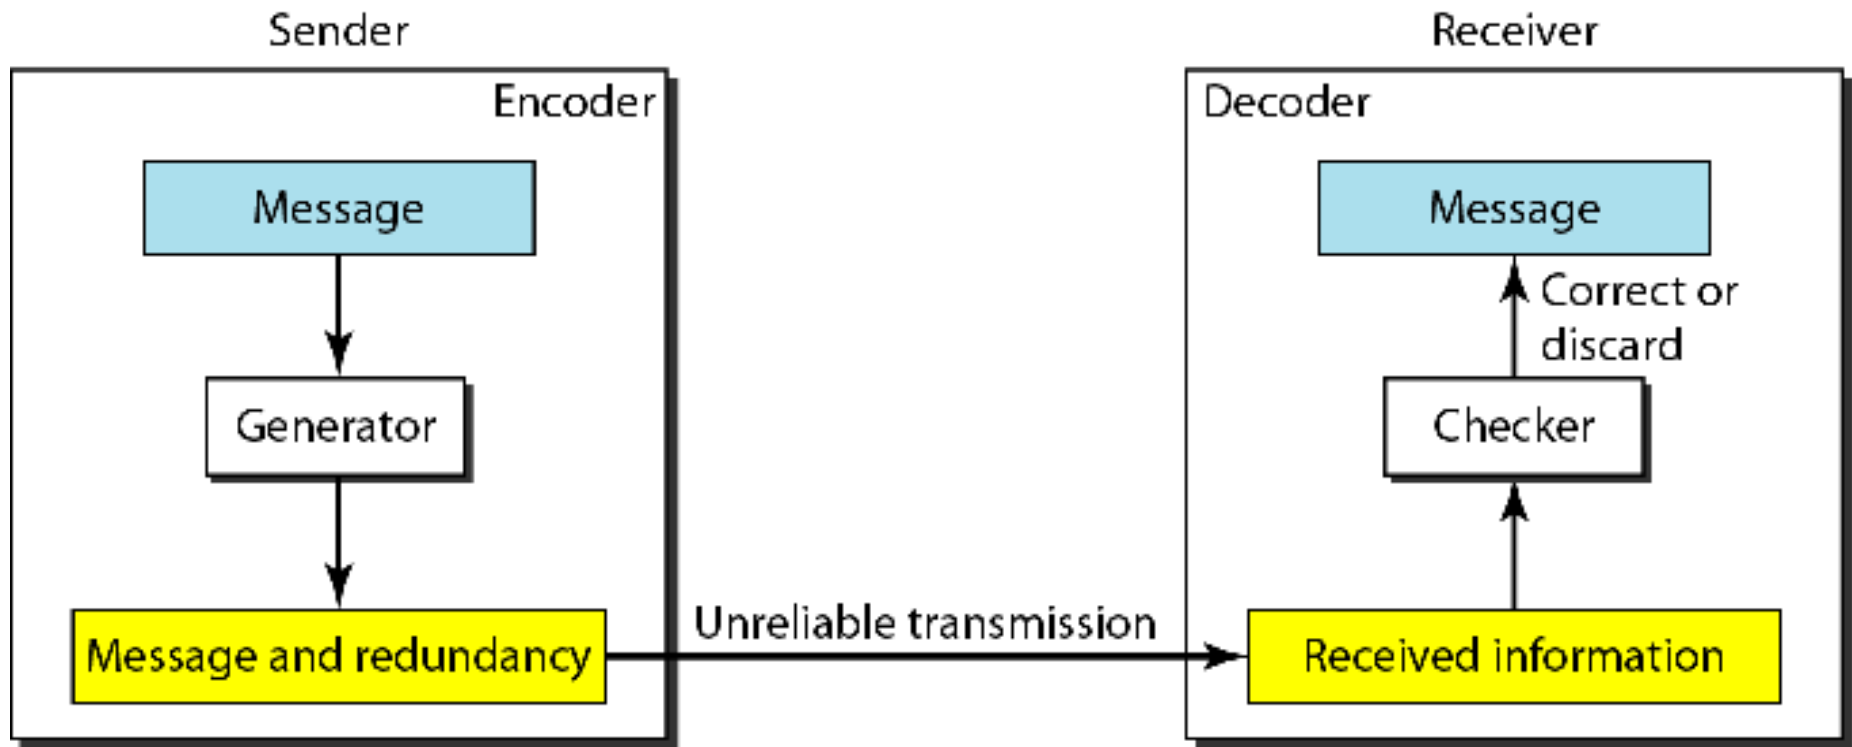 Sender
Encoder
Message
Generator
Message and redundancy
Unreliable transmission
Receiver
Decoder
Message
Correct or
discard
Checker
Received information